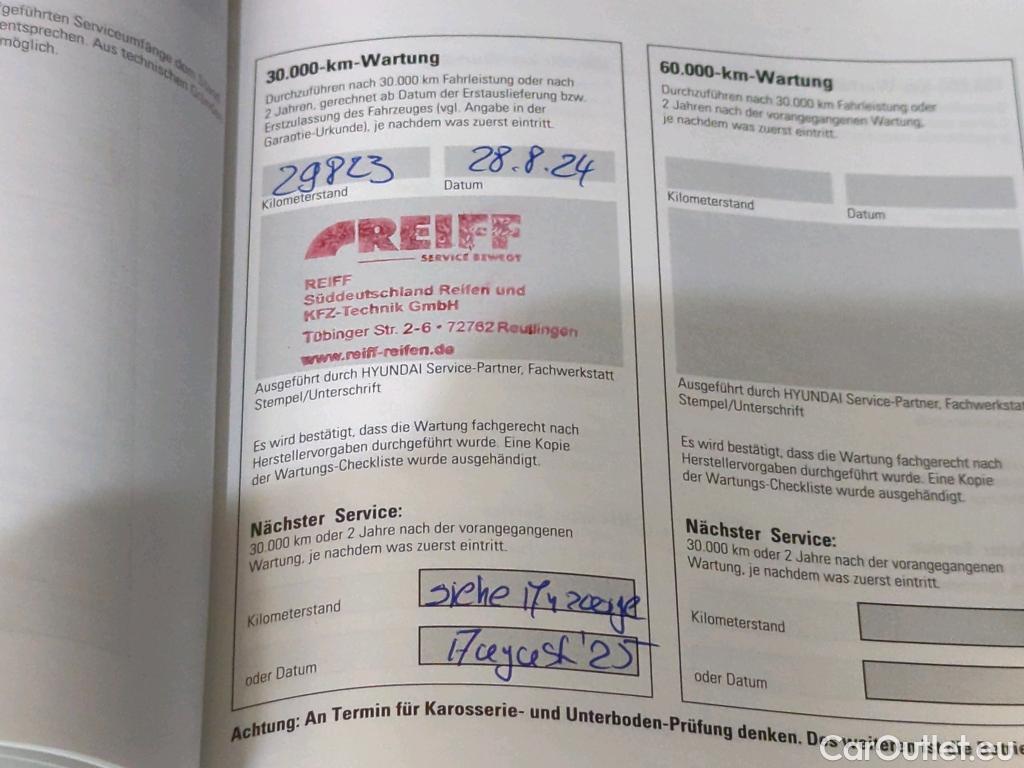 geführten Serviceumfänge dem Stand
entsprechen. Aus technischen Gründen
möglich.
30.000-km-Wartung
Durchzuführen nach 30.000 km Fahrleistung oder nach
2 Jahren, gerechnet ab Datum der Erstauslieferung bzw.
Erstzulassung des Fahrzeuges (vgl. Angabe in der
Garantie-Urkunde), je nachdem was zuerst eintritt.
29823
28.8.24
Kilometerstand
Datum
REIFF
SERVICE BEWEGT
REIFF
Süddeutschland Reifen und
KFZ-Technik GmbH
Tübinger Str. 2-6 • 72762 Reutlingen
www.reiff-reifen.de
Ausgeführt durch HYUNDAI Service-Partner, Fachwerkstatt
Stempel/Unterschrift
Es wird bestätigt, dass die Wartung fachgerecht nach
Herstellervorgaben durchgeführt wurde. Eine Kopie
der Wartungs-Checkliste wurde ausgehändigt.
Nächster Service:
30.000 km oder 2 Jahre nach der vorangegangenen
Wartung, je nachdem was zuerst eintritt.
Kilometerstand
siehe
oder Datum
'25
60.000-km-Wartung
Durchzuführen nach 30.000 km Fahrleistung oder
2 Jahren nach der vorangegangenen Wartung,
je nachdem was zuerst eintritt.
Kilometerstand
Datum
Ausgeführt durch HYUNDAI Service-Partner, Fachwerksta
Stempel/Unterschrift
Es wird bestätigt, dass die Wartung fachgerecht nach
Herstellervorgaben durchgeführt wurde. Eine Kopie
der Wartungs-Checkliste wurde ausgehändigt.
Nächster Service:
30.000 km oder 2 Jahre nach der vorangegangenen
Wartung, je nachdem was zuerst eintritt.
Kilometerstand
oder Datum
Achtung: An Termin für Karosserie- und Unterboden-Prüfung denken. Des weiteren ist die
CarOutlet.eu